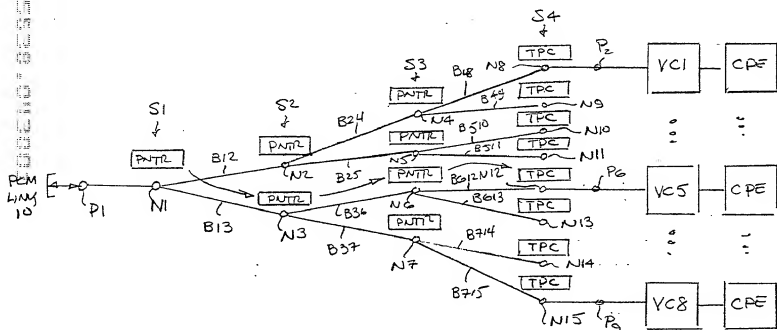 S4
S3
S2
S1
TPC
P2
N8
VC1
CPE
B48
PNTR
TPC
B49
N4
N9
B24
TPC
PNTR
B510
N10
PNTR
TPC
B12
N5
B511
N11
PNTR
N2
B25
PNTR
TPC
P6
B612
N12
VC5
CPE
PCM
LINK
10
P1
N1
PNTR
N6
B613
TPC
B36
N13
B13
N3
B37
PNTR
TPC
B714
N14
N7
TPC
B715
VC8
CPE
N15
P9